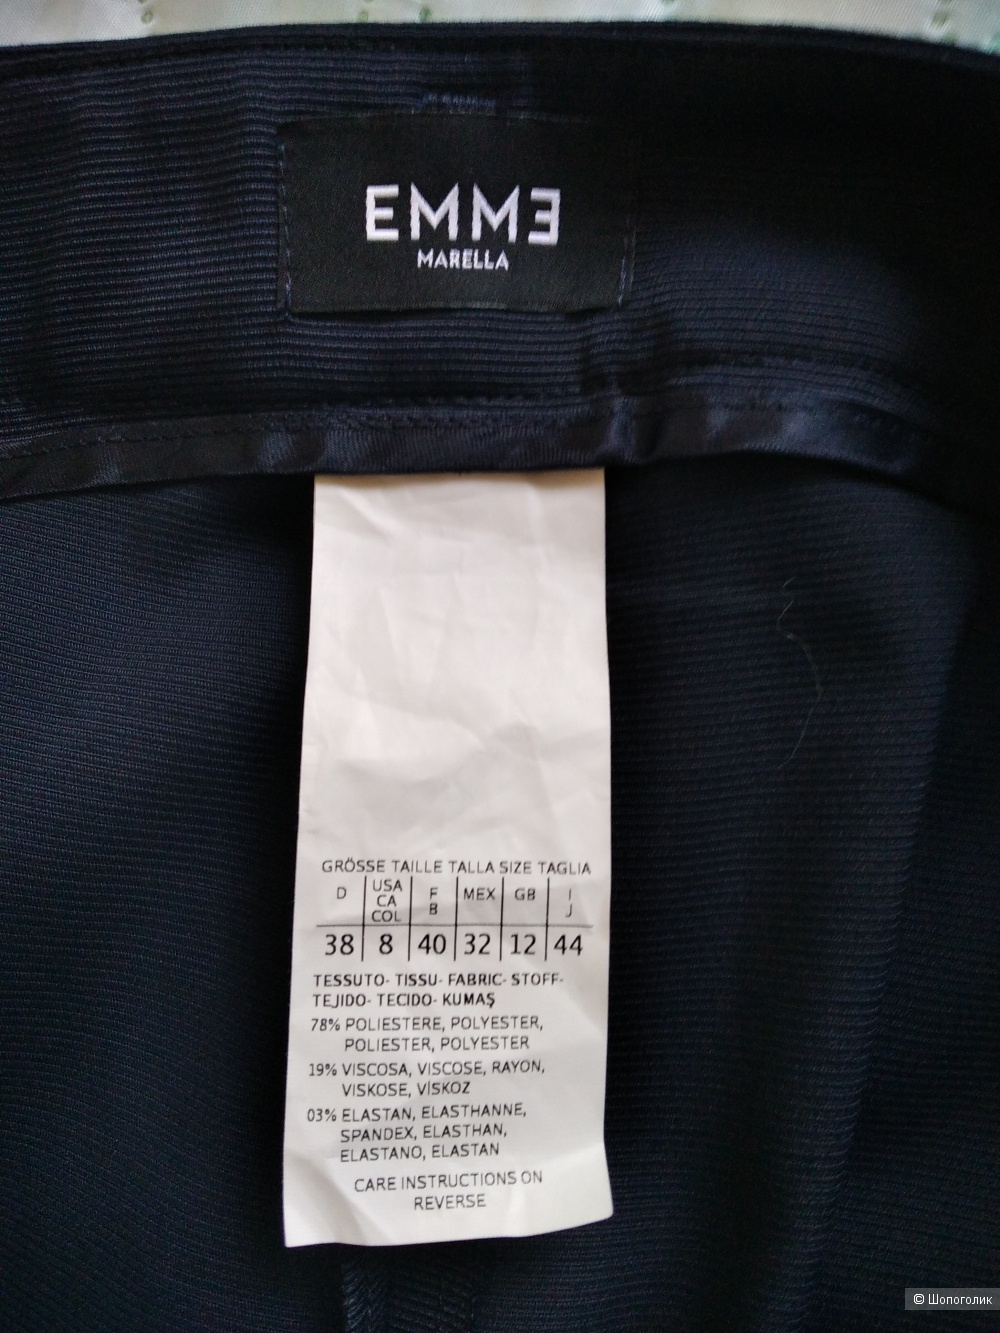 EMMƎ
MARELLA
GRÖSSE TAILLE TALLA SIZE TAGLIA
D USA CA COL F B MEX GB I J
38 8 40 32 12 44
TESSUTO- TISSU- FABRIC- STOFF-
TEJIDO- TECIDO- KUMAŞ
78% POLIESTERE, POLYESTER,
POLIESTER, POLYESTER
19% VISCOSA, VISCOSE, RAYON,
VISKOSE, VİSKOZ
03% ELASTAN, ELASTHANNE,
SPANDEX, ELASTHAN,
ELASTANO, ELASTAN
CARE INSTRUCTIONS ON
REVERSE
© Шопоголик